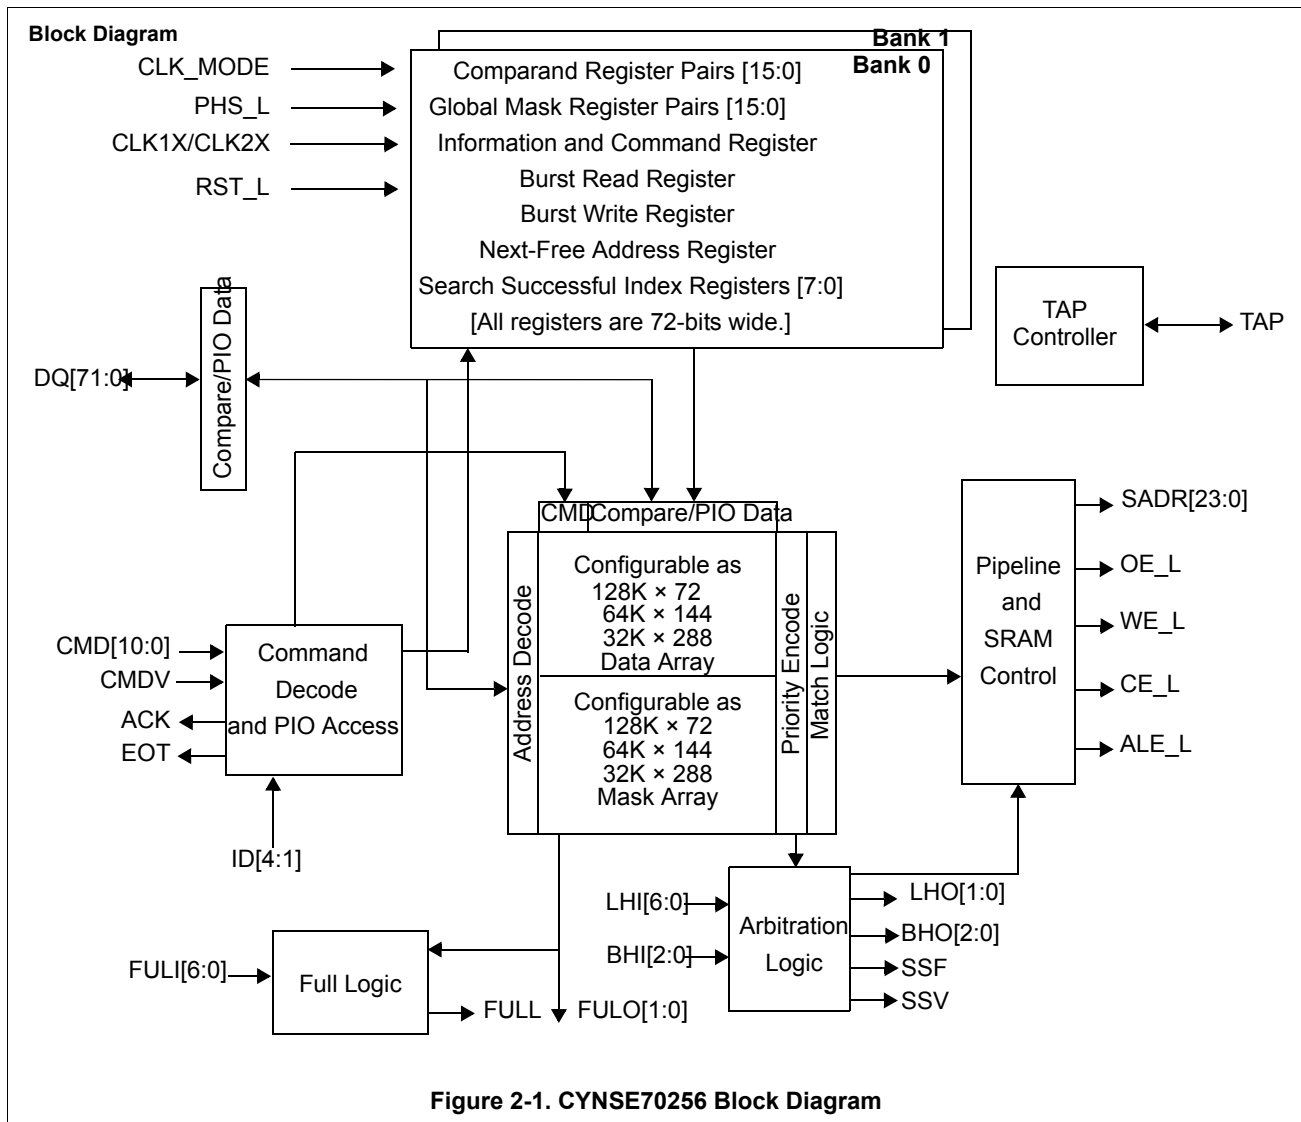 Block Diagram
Bank 1
Bank 0
CLK_MODE
PHS_L
CLK1X/CLK2X
RST_L
Comparand Register Pairs [15:0]
Global Mask Register Pairs [15:0]
Information and Command Register
Burst Read Register
Burst Write Register
Next-Free Address Register
Search Successful Index Registers [7:0]
[All registers are 72-bits wide.]
TAP
Controller
TAP
DQ[71:0]
Compare/PIO Data
CMD
Compare/PIO Data
Address Decode
Configurable as
128K × 72
64K × 144
32K × 288
Data Array
Configurable as
128K × 72
64K × 144
32K × 288
Mask Array
Priority Encode
Match Logic
Pipeline
and
SRAM
Control
SADR[23:0]
OE_L
WE_L
CE_L
ALE_L
CMD[10:0]
CMDV
ACK
EOT
Command
Decode
and PIO Access
ID[4:1]
LHI[6:0]
BHI[2:0]
Arbitration
Logic
LHO[1:0]
BHO[2:0]
SSF
SSV
FULI[6:0]
Full Logic
FULL
FULO[1:0]
Figure 2-1. CYNSE70256 Block Diagram